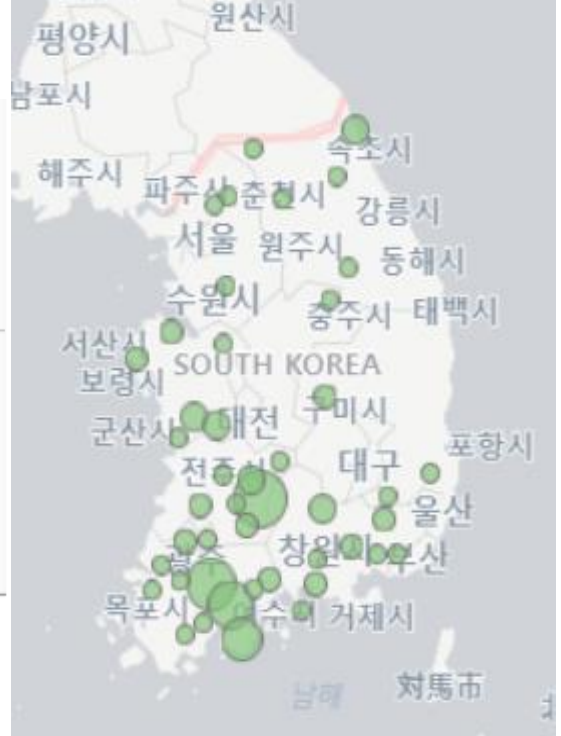 원산시
평양시
남포시
속초시
해주시
파주시
춘천시
강릉시
서울
원주시
동해시
수원시
충주시
태백시
서산시
SOUTH KOREA
보령시
구미시
대전
군산시
포항시
대구
전주시
울산
창원시
부산
광주
목포시
여수시
거제시
対馬市
남해